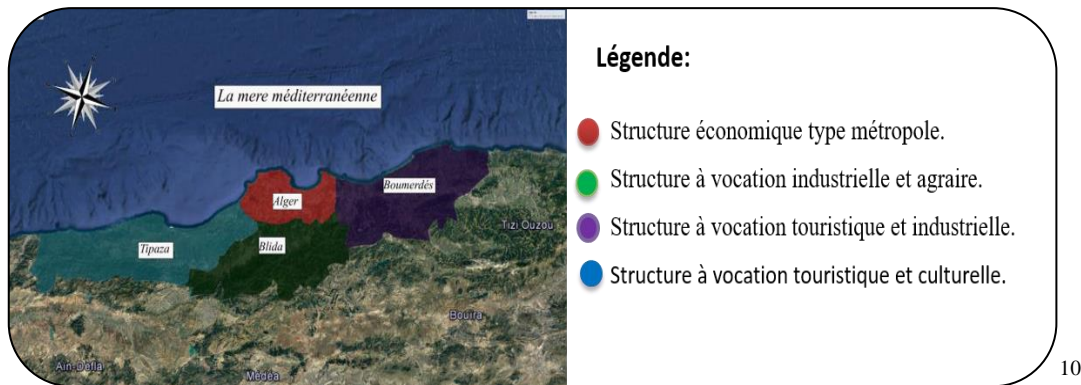 La mere méditerranéenne
Boumerdés
Alger
Tizi Ouzou
Tipaza
Blida
Bouira
Ain-Defla
Médéa
Légende:
Structure économique type métropole.
Structure à vocation industrielle et agraire.
Structure à vocation touristique et industrielle.
Structure à vocation touristique et culturelle.
10